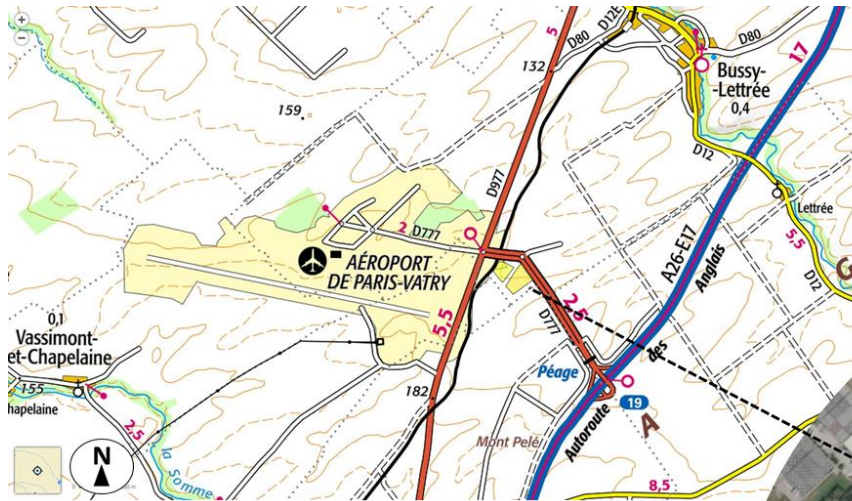 +
−
D12E
D80
5
D80
132
17
Bussy-
-Lettrée
0,4
159
D12
D977
Lettrée
2
D777
A26-E17
5,5
AÉROPORT
DE PARIS-VATRY
Anglais
D12
2,5
0,1
5,5
D777
Vassimont-
-et-Chapelaine
des
Péage
155
182
19
hapelaine
A
2,5
Mont Pelé
Autoroute
N
la Somme
8,5